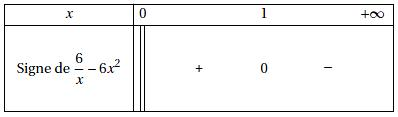 x 0 1 +∞
Signe de 6/x – 6x² + 0 –